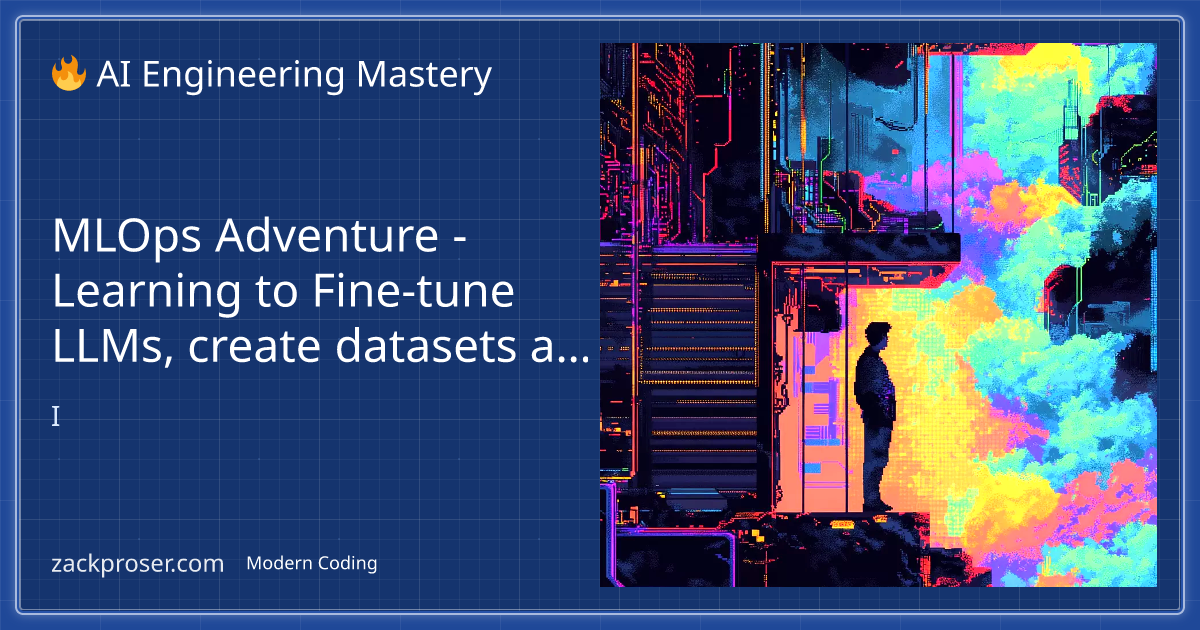 🔥 AI Engineering Mastery
MLOps Adventure -
Learning to Fine-tune
LLMs, create datasets a...
I
zackproser.com Modern Coding